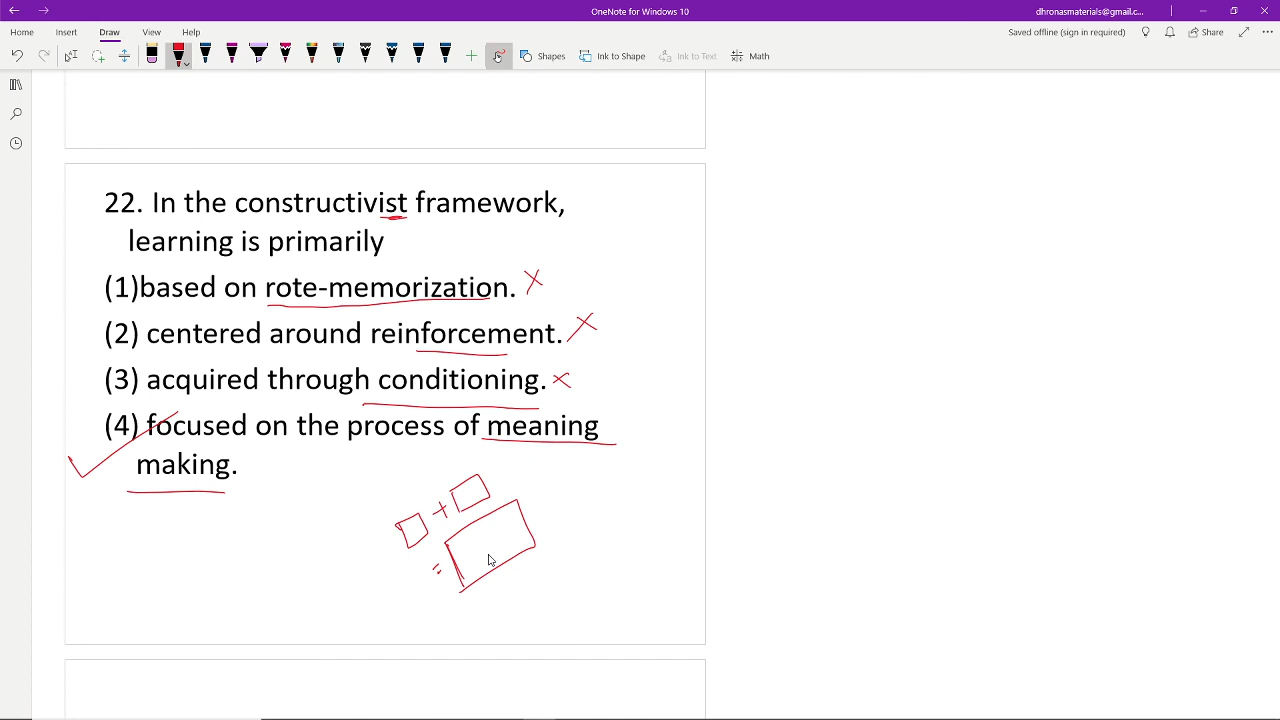 OneNote for Windows 10
dhronasmaterials@gmail.c...
Home Insert Draw View Help
Saved offline (sign in required)
Share
Shapes
Ink to Shape
Ink to Text
Math
22. In the constructivist framework,
learning is primarily
(1)based on rote-memorization.
(2) centered around reinforcement.
(3) acquired through conditioning.
(4) focused on the process of meaning
making.
+
=